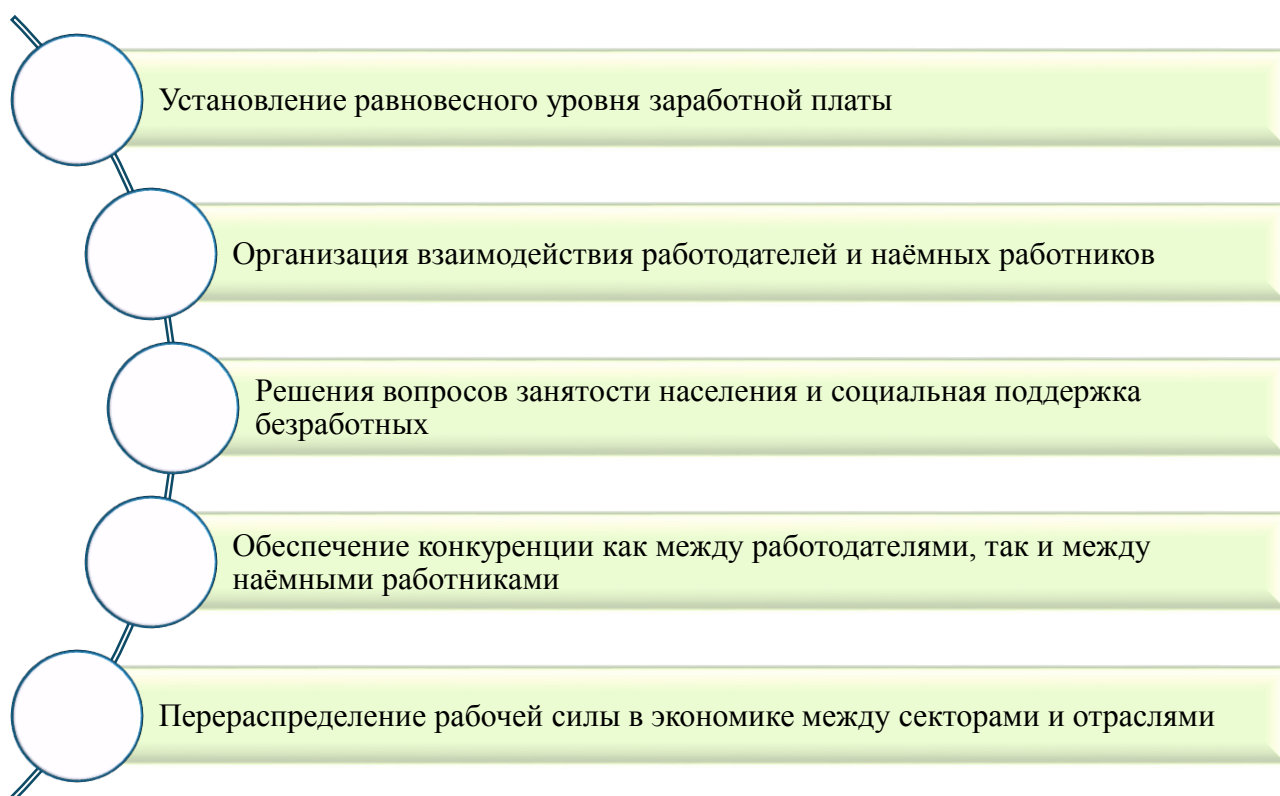 Установление равновесного уровня заработной платы
Организация взаимодействия работодателей и наёмных работников
Решения вопросов занятости населения и социальная поддержка
безработных
Обеспечение конкуренции как между работодателями, так и между
наёмными работниками
Перераспределение рабочей силы в экономике между секторами и отраслями